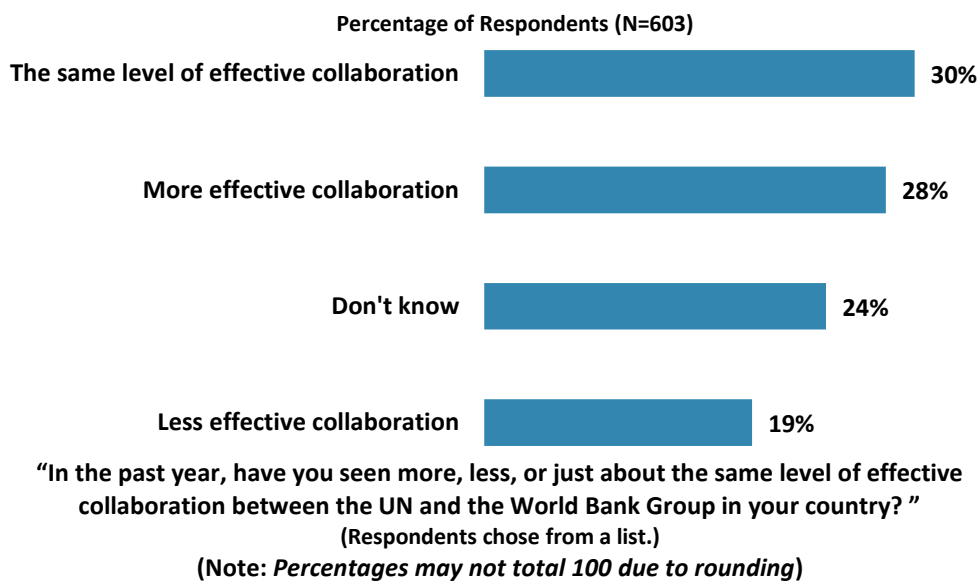 Percentage of Respondents (N=603)
The same level of effective collaboration 30%
More effective collaboration 28%
Don't know 24%
Less effective collaboration 19%
“In the past year, have you seen more, less, or just about the same level of effective
collaboration between the UN and the World Bank Group in your country? ”
(Respondents chose from a list.)
(Note: Percentages may not total 100 due to rounding)